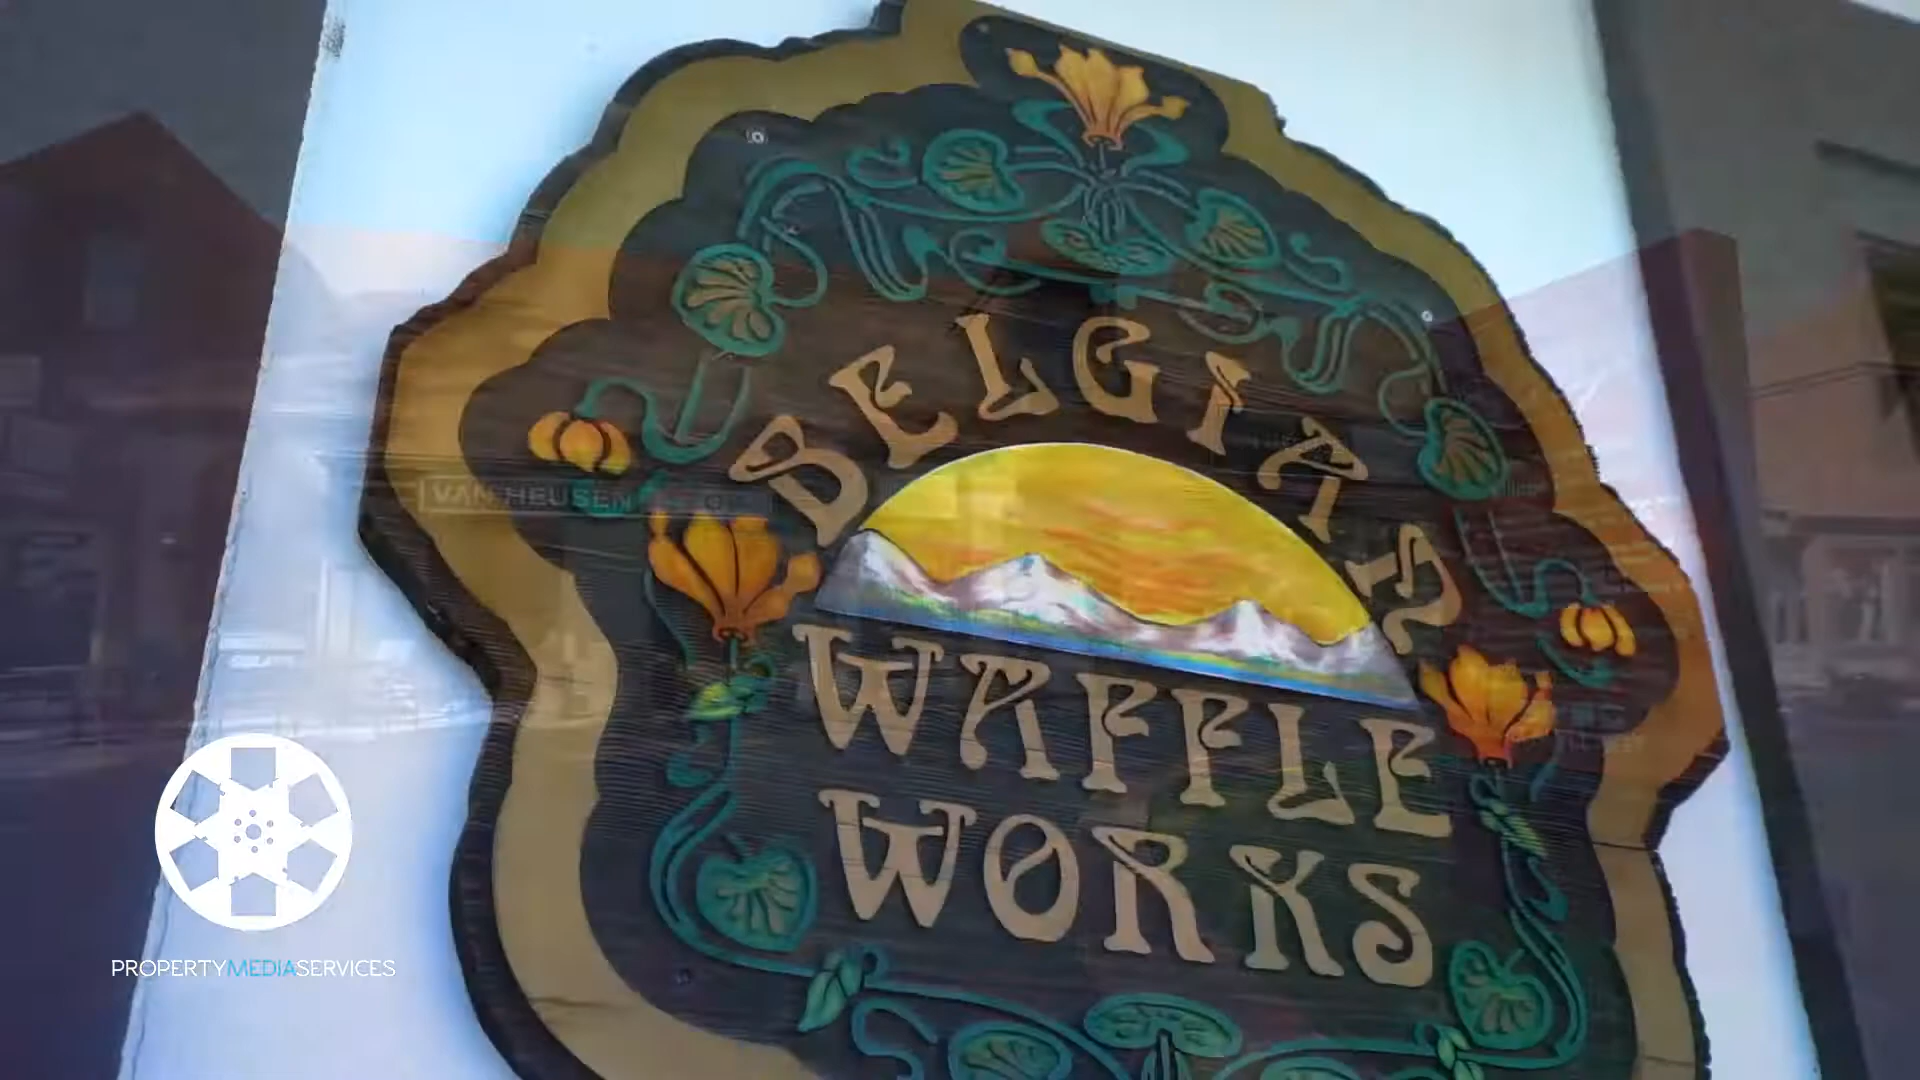 BELGIAN
WAFFLE
WORKS
VAN HEUSEN
PROPERTYMEDIASERVICES